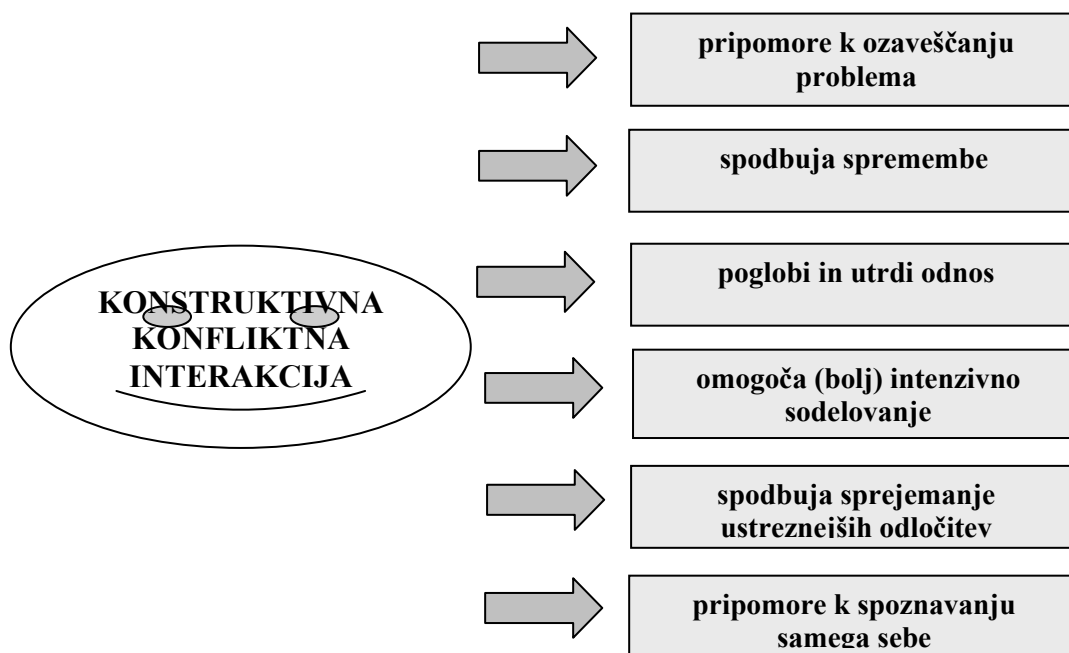 pripomore k ozaveščanju
problema
spodbuja spremembe
poglobi in utrdi odnos
KONSTRUKTIVNA
KONFLIKTNA
INTERAKCIJA
omogoča (bolj) intenzivno
sodelovanje
spodbuja sprejemanje
ustreznejših odločitev
pripomore k spoznavanju
samega sebe